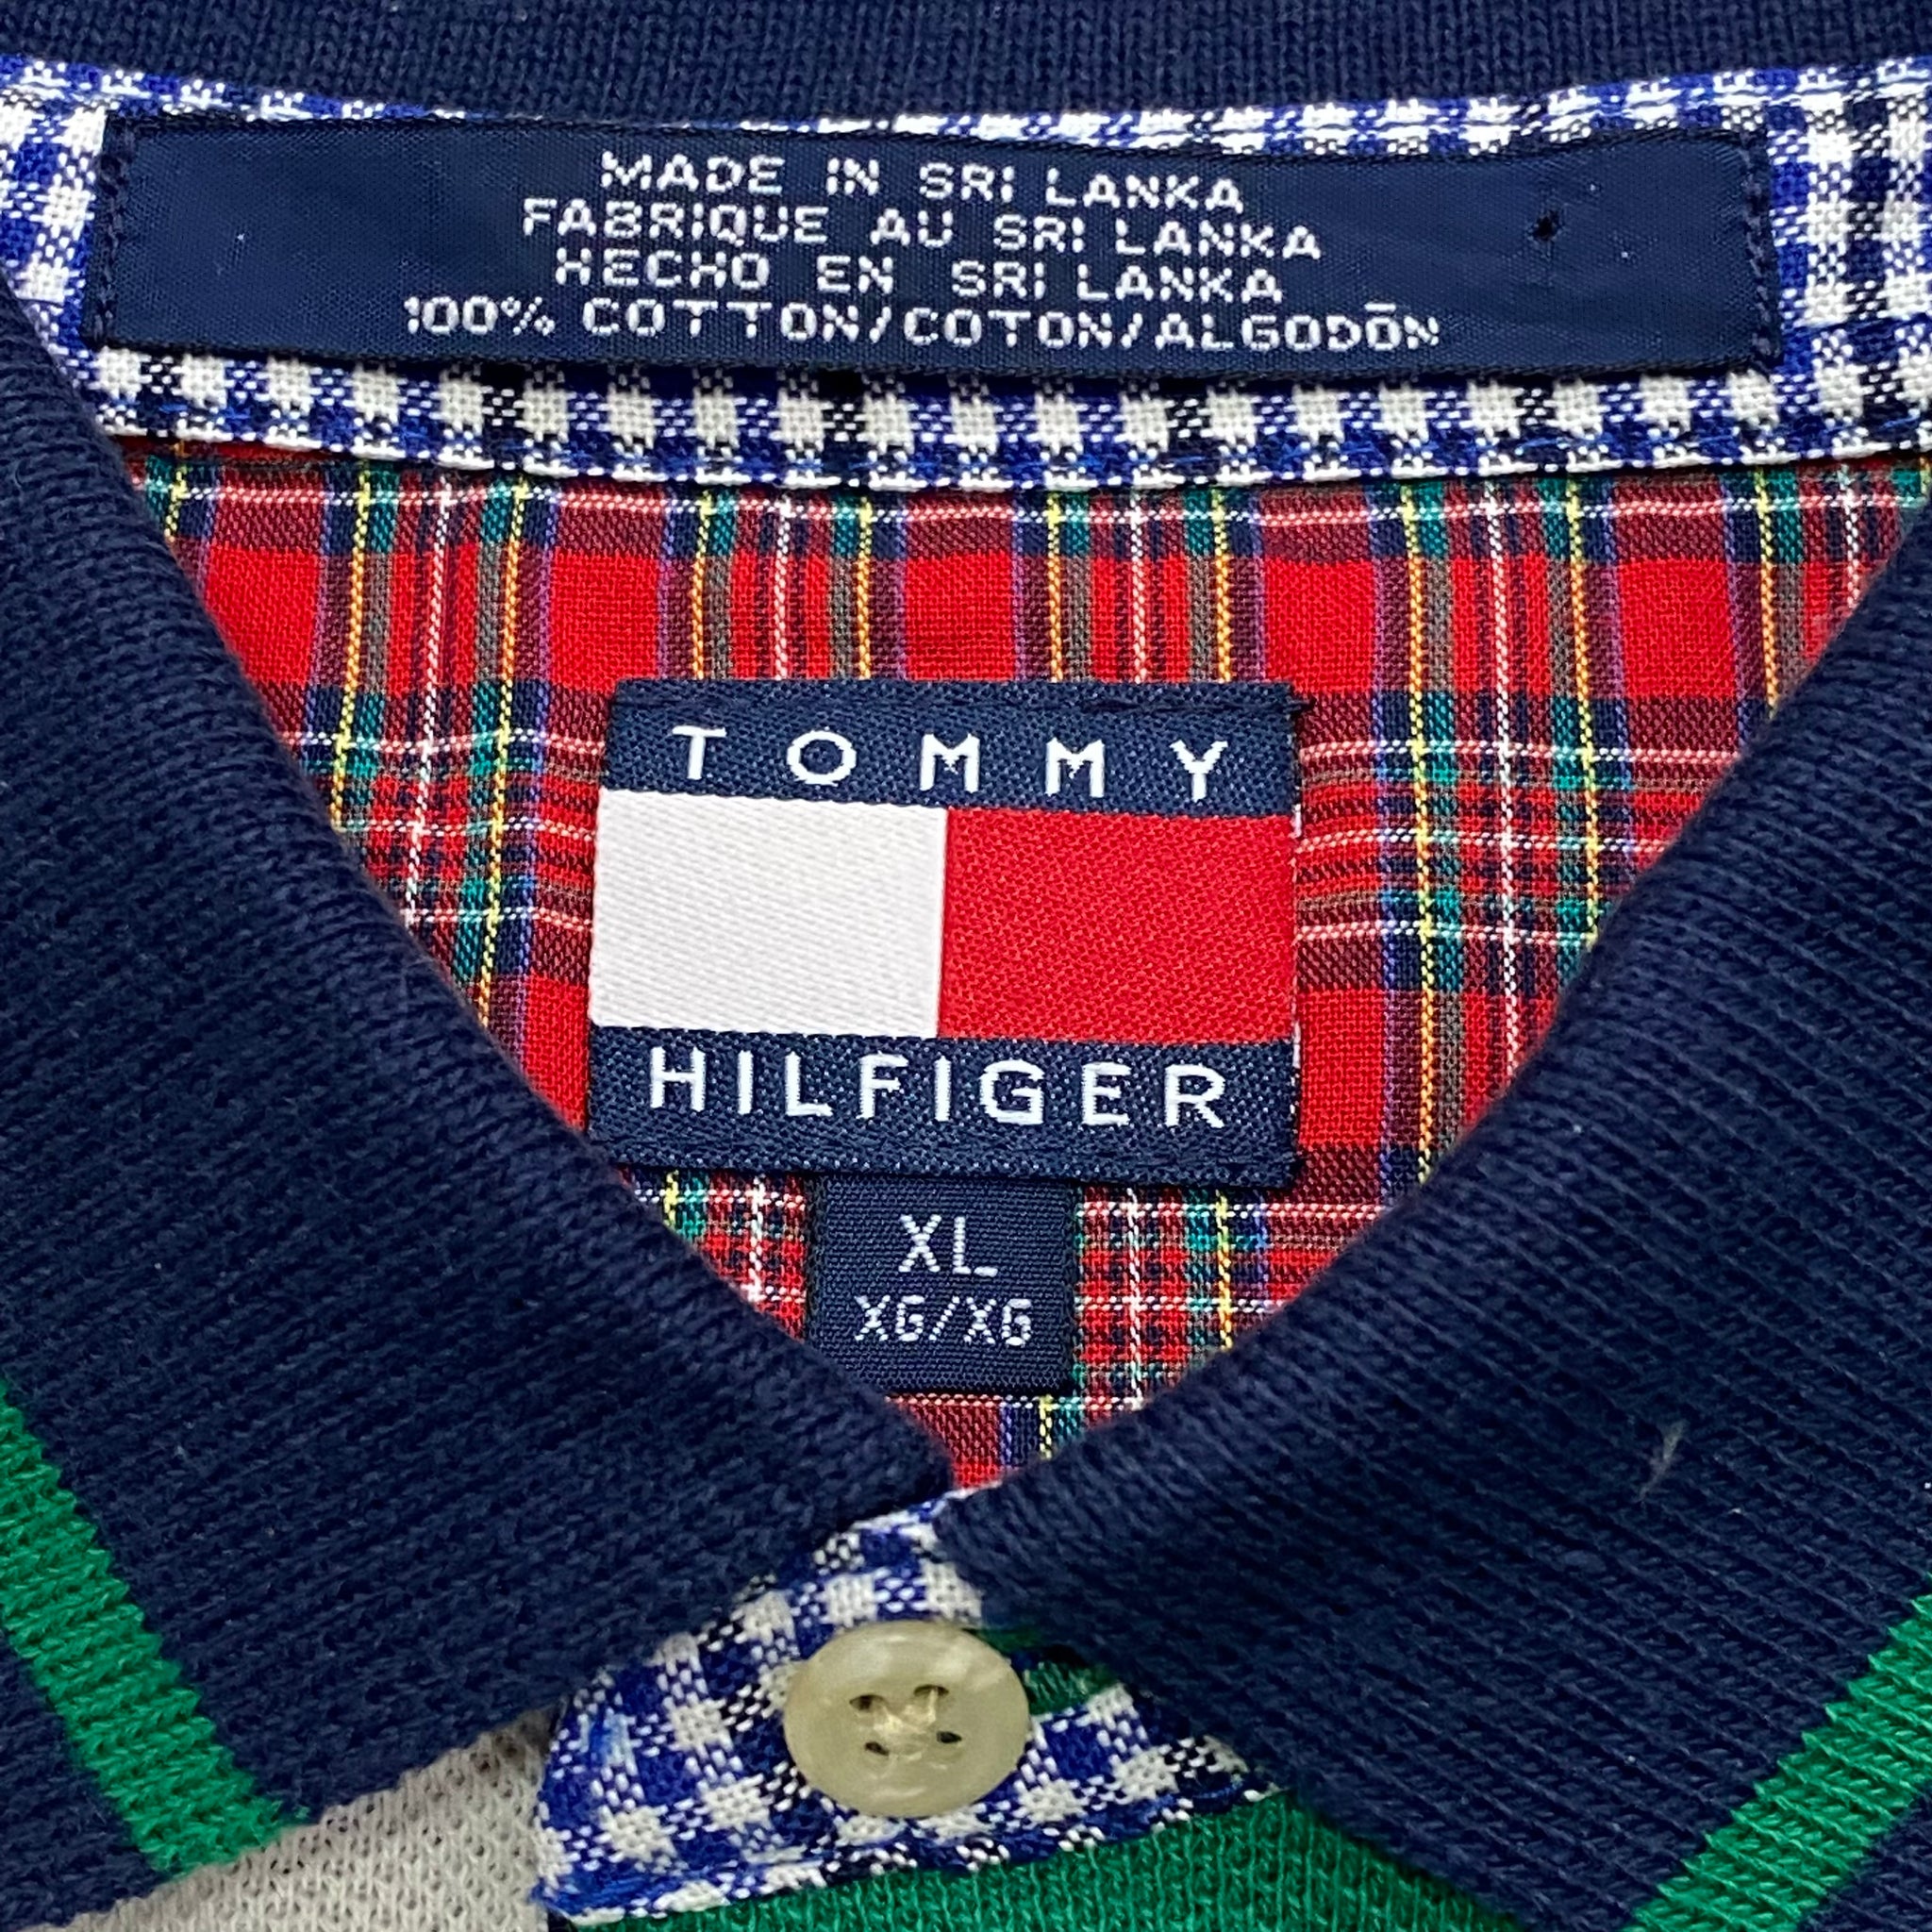 MADE IN SRI LANKA
FABRIQUE AU SRI LANKA
HECHO EN SRI LANKA
100% COTTON/COTON/ALGODŌN
TOMMY
HILFIGER
XL
XG/XG